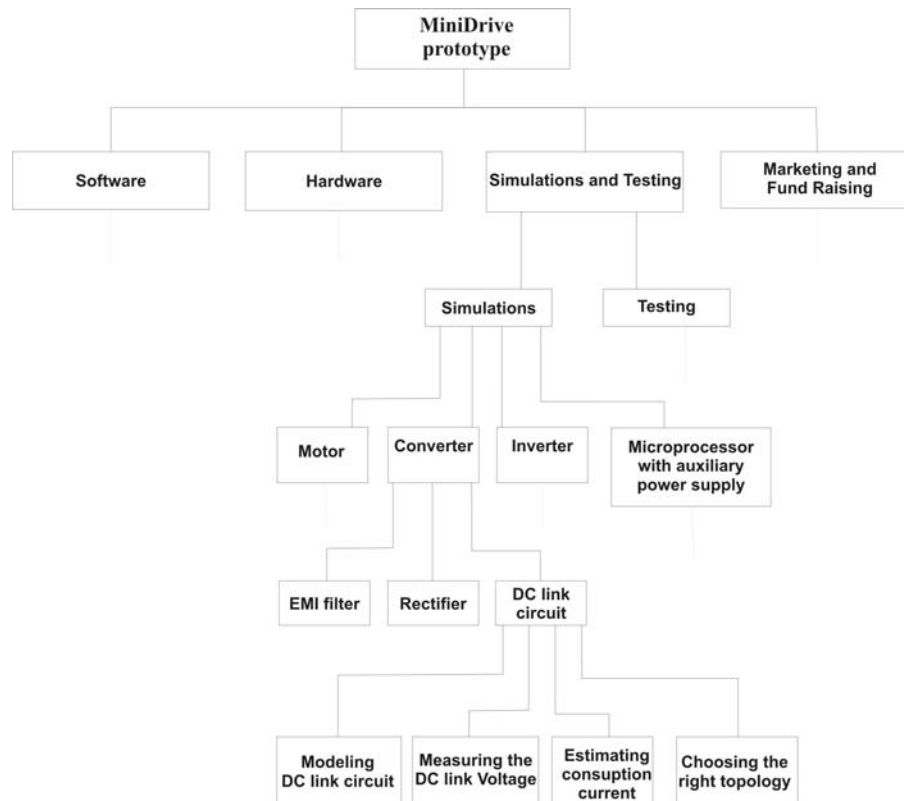 MiniDrive
prototype
Software
Hardware
Simulations and Testing
Marketing and
Fund Raising
Simulations
Testing
Motor
Converter
Inverter
Microprocessor
with auxiliary
power supply
EMI filter
Rectifier
DC link
circuit
Modeling
DC link circuit
Measuring the
DC link Voltage
Estimating
consuption
current
Choosing the
right topology